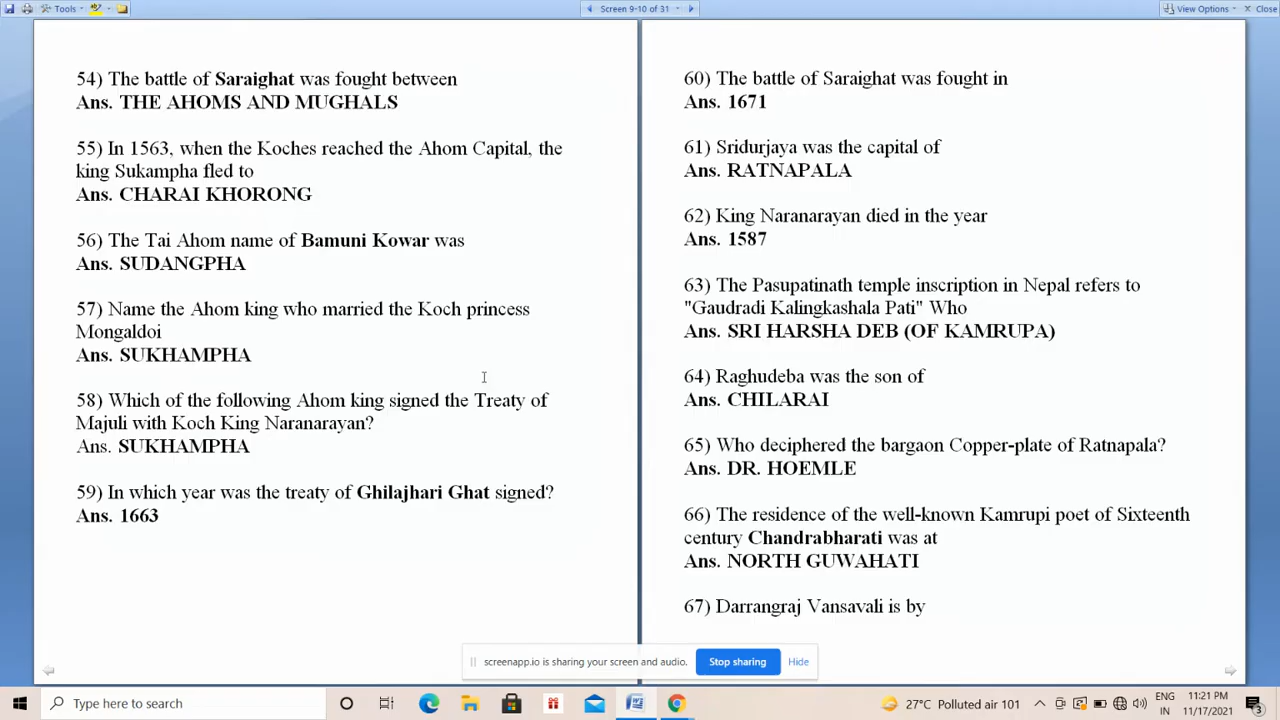 Tools
Screen 9-10 of 31
View Options
Close
54) The battle of Saraighat was fought between
Ans. THE AHOMS AND MUGHALS
55) In 1563, when the Koches reached the Ahom Capital, the
king Sukampha fled to
Ans. CHARAI KHORONG
56) The Tai Ahom name of Bamuni Kowar was
Ans. SUDANGPHA
57) Name the Ahom king who married the Koch princess
Mongaldoi
Ans. SUKHAMPHA
58) Which of the following Ahom king signed the Treaty of
Majuli with Koch King Naranarayan?
Ans. SUKHAMPHA
59) In which year was the treaty of Ghilajhari Ghat signed?
Ans. 1663
60) The battle of Saraighat was fought in
Ans. 1671
61) Sridurjaya was the capital of
Ans. RATNAPALA
62) King Naranarayan died in the year
Ans. 1587
63) The Pasupatinath temple inscription in Nepal refers to
"Gaudradi Kalingkashala Pati" Who
Ans. SRI HARSHA DEB (OF KAMRUPA)
64) Raghudeba was the son of
Ans. CHILARAI
65) Who deciphered the bargaon Copper-plate of Ratnapala?
Ans. DR. HOEMLE
66) The residence of the well-known Kamrupi poet of Sixteenth
century Chandrabharati was at
Ans. NORTH GUWAHATI
67) Darrangraj Vansavali is by
screenapp.io is sharing your screen and audio.
Stop sharing
Hide
Type here to search
27°C Polluted air 101
ENG
IN
11:21 PM
11/17/2021
3